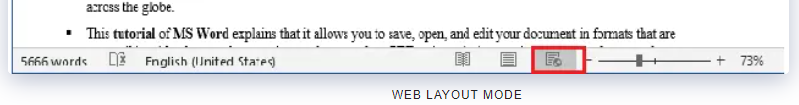 across the globe.
▪ This tutorial of MS Word explains that it allows you to save, open, and edit your document in formats that are
5666 words English (United States) - + 73%
WEB LAYOUT MODE